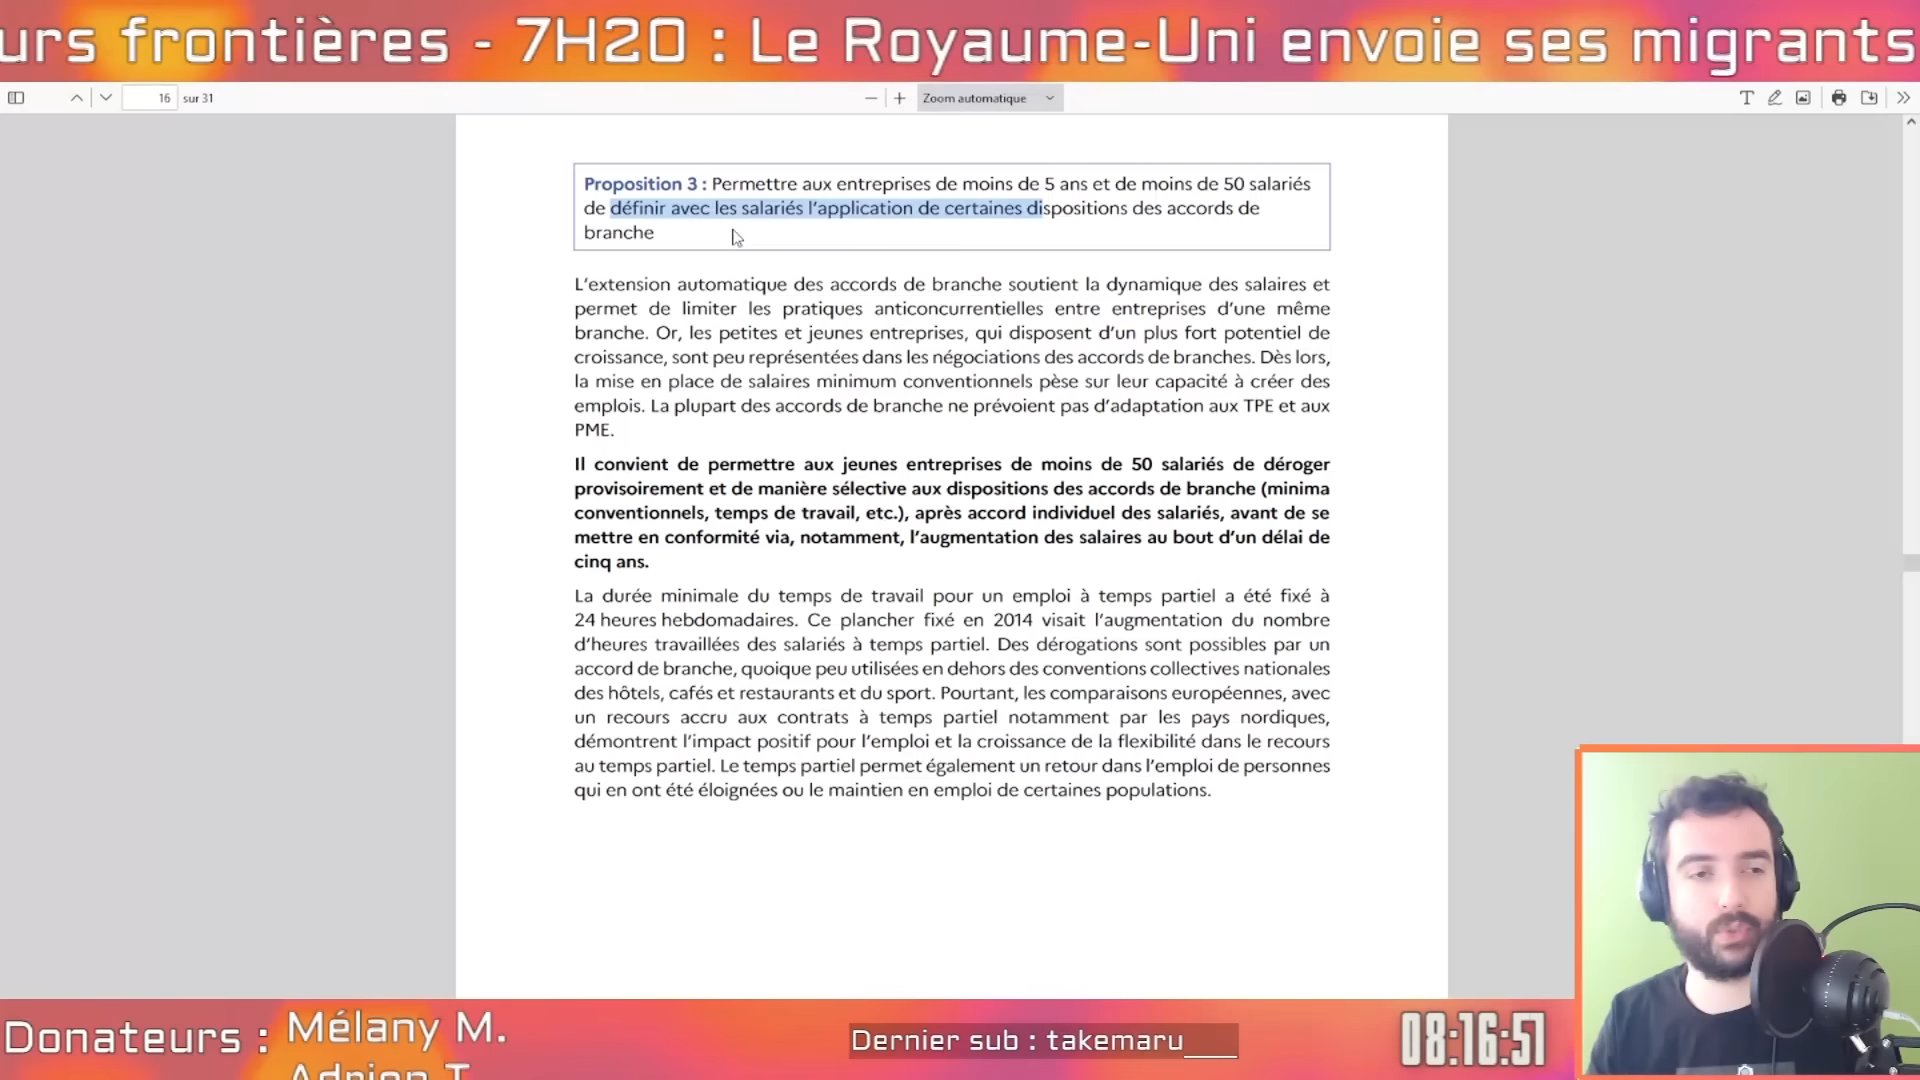 urs frontières - 7H20 : Le Royaume-Uni envoie ses migrants
16 sur 31
Zoom automatique
Proposition 3 : Permettre aux entreprises de moins de 5 ans et de moins de 50 salariés
de définir avec les salariés l’application de certaines dispositions des accords de
branche
L’extension automatique des accords de branche soutient la dynamique des salaires et
permet de limiter les pratiques anticoncurrentielles entre entreprises d’une même
branche. Or, les petites et jeunes entreprises, qui disposent d’un plus fort potentiel de
croissance, sont peu représentées dans les négociations des accords de branches. Dès lors,
la mise en place de salaires minimum conventionnels pèse sur leur capacité à créer des
emplois. La plupart des accords de branche ne prévoient pas d’adaptation aux TPE et aux
PME.
Il convient de permettre aux jeunes entreprises de moins de 50 salariés de déroger
provisoirement et de manière sélective aux dispositions des accords de branche (minima
conventionnels, temps de travail, etc.), après accord individuel des salariés, avant de se
mettre en conformité via, notamment, l’augmentation des salaires au bout d’un délai de
cinq ans.
La durée minimale du temps de travail pour un emploi à temps partiel a été fixé à
24 heures hebdomadaires. Ce plancher fixé en 2014 visait l’augmentation du nombre
d’heures travaillées des salariés à temps partiel. Des dérogations sont possibles par un
accord de branche, quoique peu utilisées en dehors des conventions collectives nationales
des hôtels, cafés et restaurants et du sport. Pourtant, les comparaisons européennes, avec
un recours accru aux contrats à temps partiel notamment par les pays nordiques,
démontrent l’impact positif pour l’emploi et la croissance de la flexibilité dans le recours
au temps partiel. Le temps partiel permet également un retour dans l’emploi de personnes
qui en ont été éloignées ou le maintien en emploi de certaines populations.
Donateurs : Mélany M.
Adrien T
Dernier sub : takemaru___
08:16:51